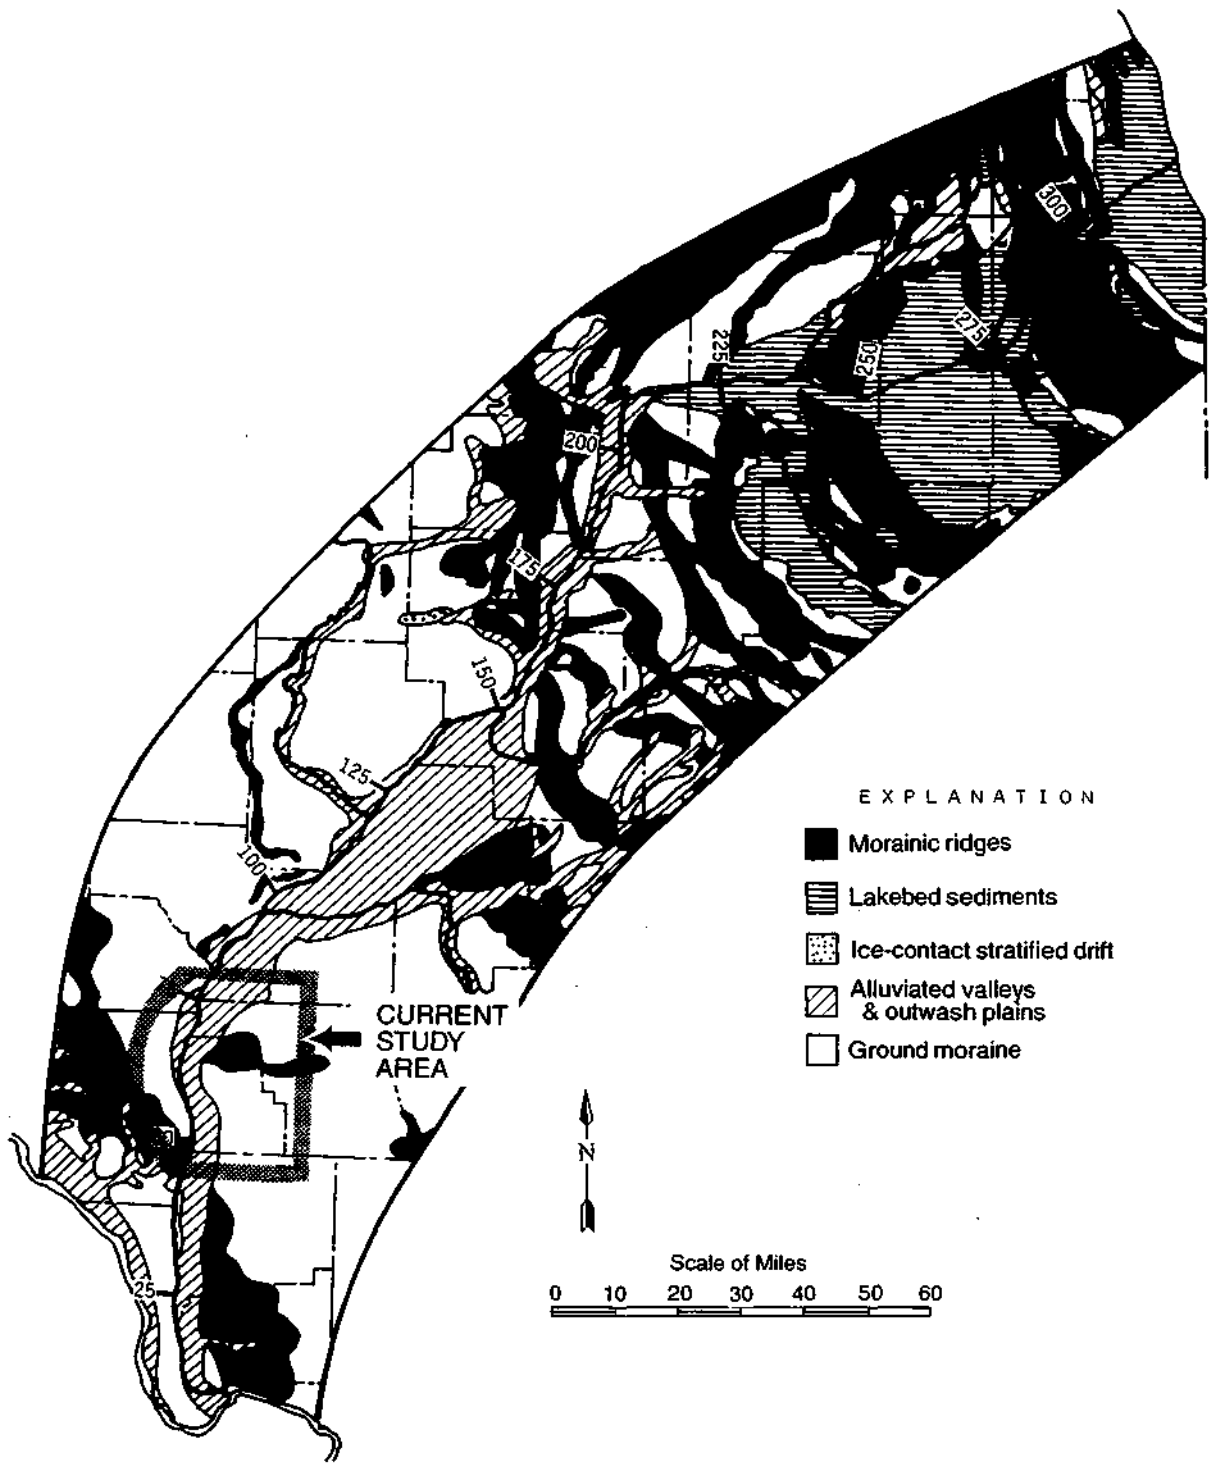 300
275
225
250
200
175
150
125
100
EXPLANATION
Morainic ridges
Lakebed sediments
Ice-contact stratified drift
Alluviated valleys
& outwash plains
Ground moraine
CURRENT
STUDY
AREA
N
25
Scale of Miles
0 10 20 30 40 50 60